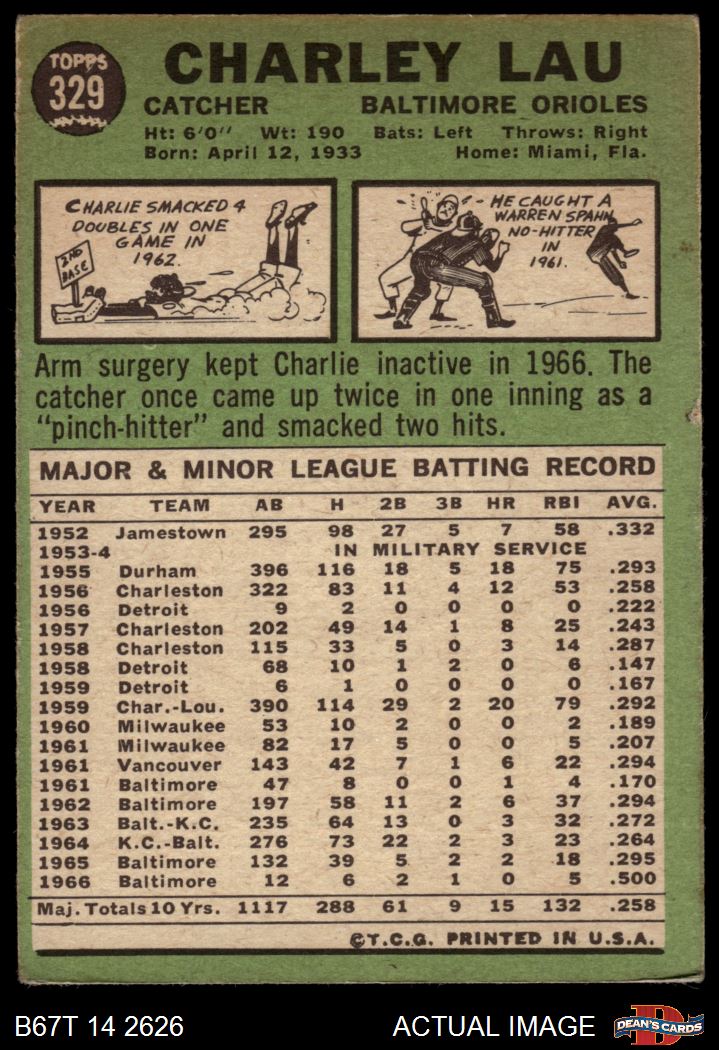 TOPPS
329
CHARLEY LAU
CATCHER BALTIMORE ORIOLES
Ht: 6'0" Wt: 190 Bats: Left Throws: Right
Born: April 12, 1933 Home: Miami, Fla.
CHARLIE SMACKED 4
DOUBLES IN ONE
GAME IN
1962.
2ND
BASE
HE CAUGHT A
WARREN SPAHN
NO-HITTER
IN
1961.
Arm surgery kept Charlie inactive in 1966. The
catcher once came up twice in one inning as a
"pinch-hitter" and smacked two hits.
MAJOR & MINOR LEAGUE BATTING RECORD
YEAR TEAM AB H 2B 3B HR RBI AVG.
1952 Jamestown 295 98 27 5 7 58 .332
1953-4 IN MILITARY SERVICE
1955 Durham 396 116 18 5 18 75 .293
1956 Charleston 322 83 11 4 12 53 .258
1956 Detroit 9 2 0 0 0 0 .222
1957 Charleston 202 49 14 1 8 25 .243
1958 Charleston 115 33 5 0 3 14 .287
1958 Detroit 68 10 1 2 0 6 .147
1959 Detroit 6 1 0 0 0 0 .167
1959 Char.-Lou. 390 114 29 2 20 79 .292
1960 Milwaukee 53 10 2 0 0 2 .189
1961 Milwaukee 82 17 5 0 0 5 .207
1961 Vancouver 143 42 7 1 6 22 .294
1961 Baltimore 47 8 0 0 1 4 .170
1962 Baltimore 197 58 11 2 6 37 .294
1963 Balt.-K.C. 235 64 13 0 3 32 .272
1964 K.C.-Balt. 276 73 22 2 3 23 .264
1965 Baltimore 132 39 5 2 2 18 .295
1966 Baltimore 12 6 2 1 0 5 .500
Maj. Totals 10 Yrs. 1117 288 61 9 15 132 .258
©T.C.G. PRINTED IN U.S.A.
B67T 14 2626 ACTUAL IMAGE
D
DEAN'S CARDS